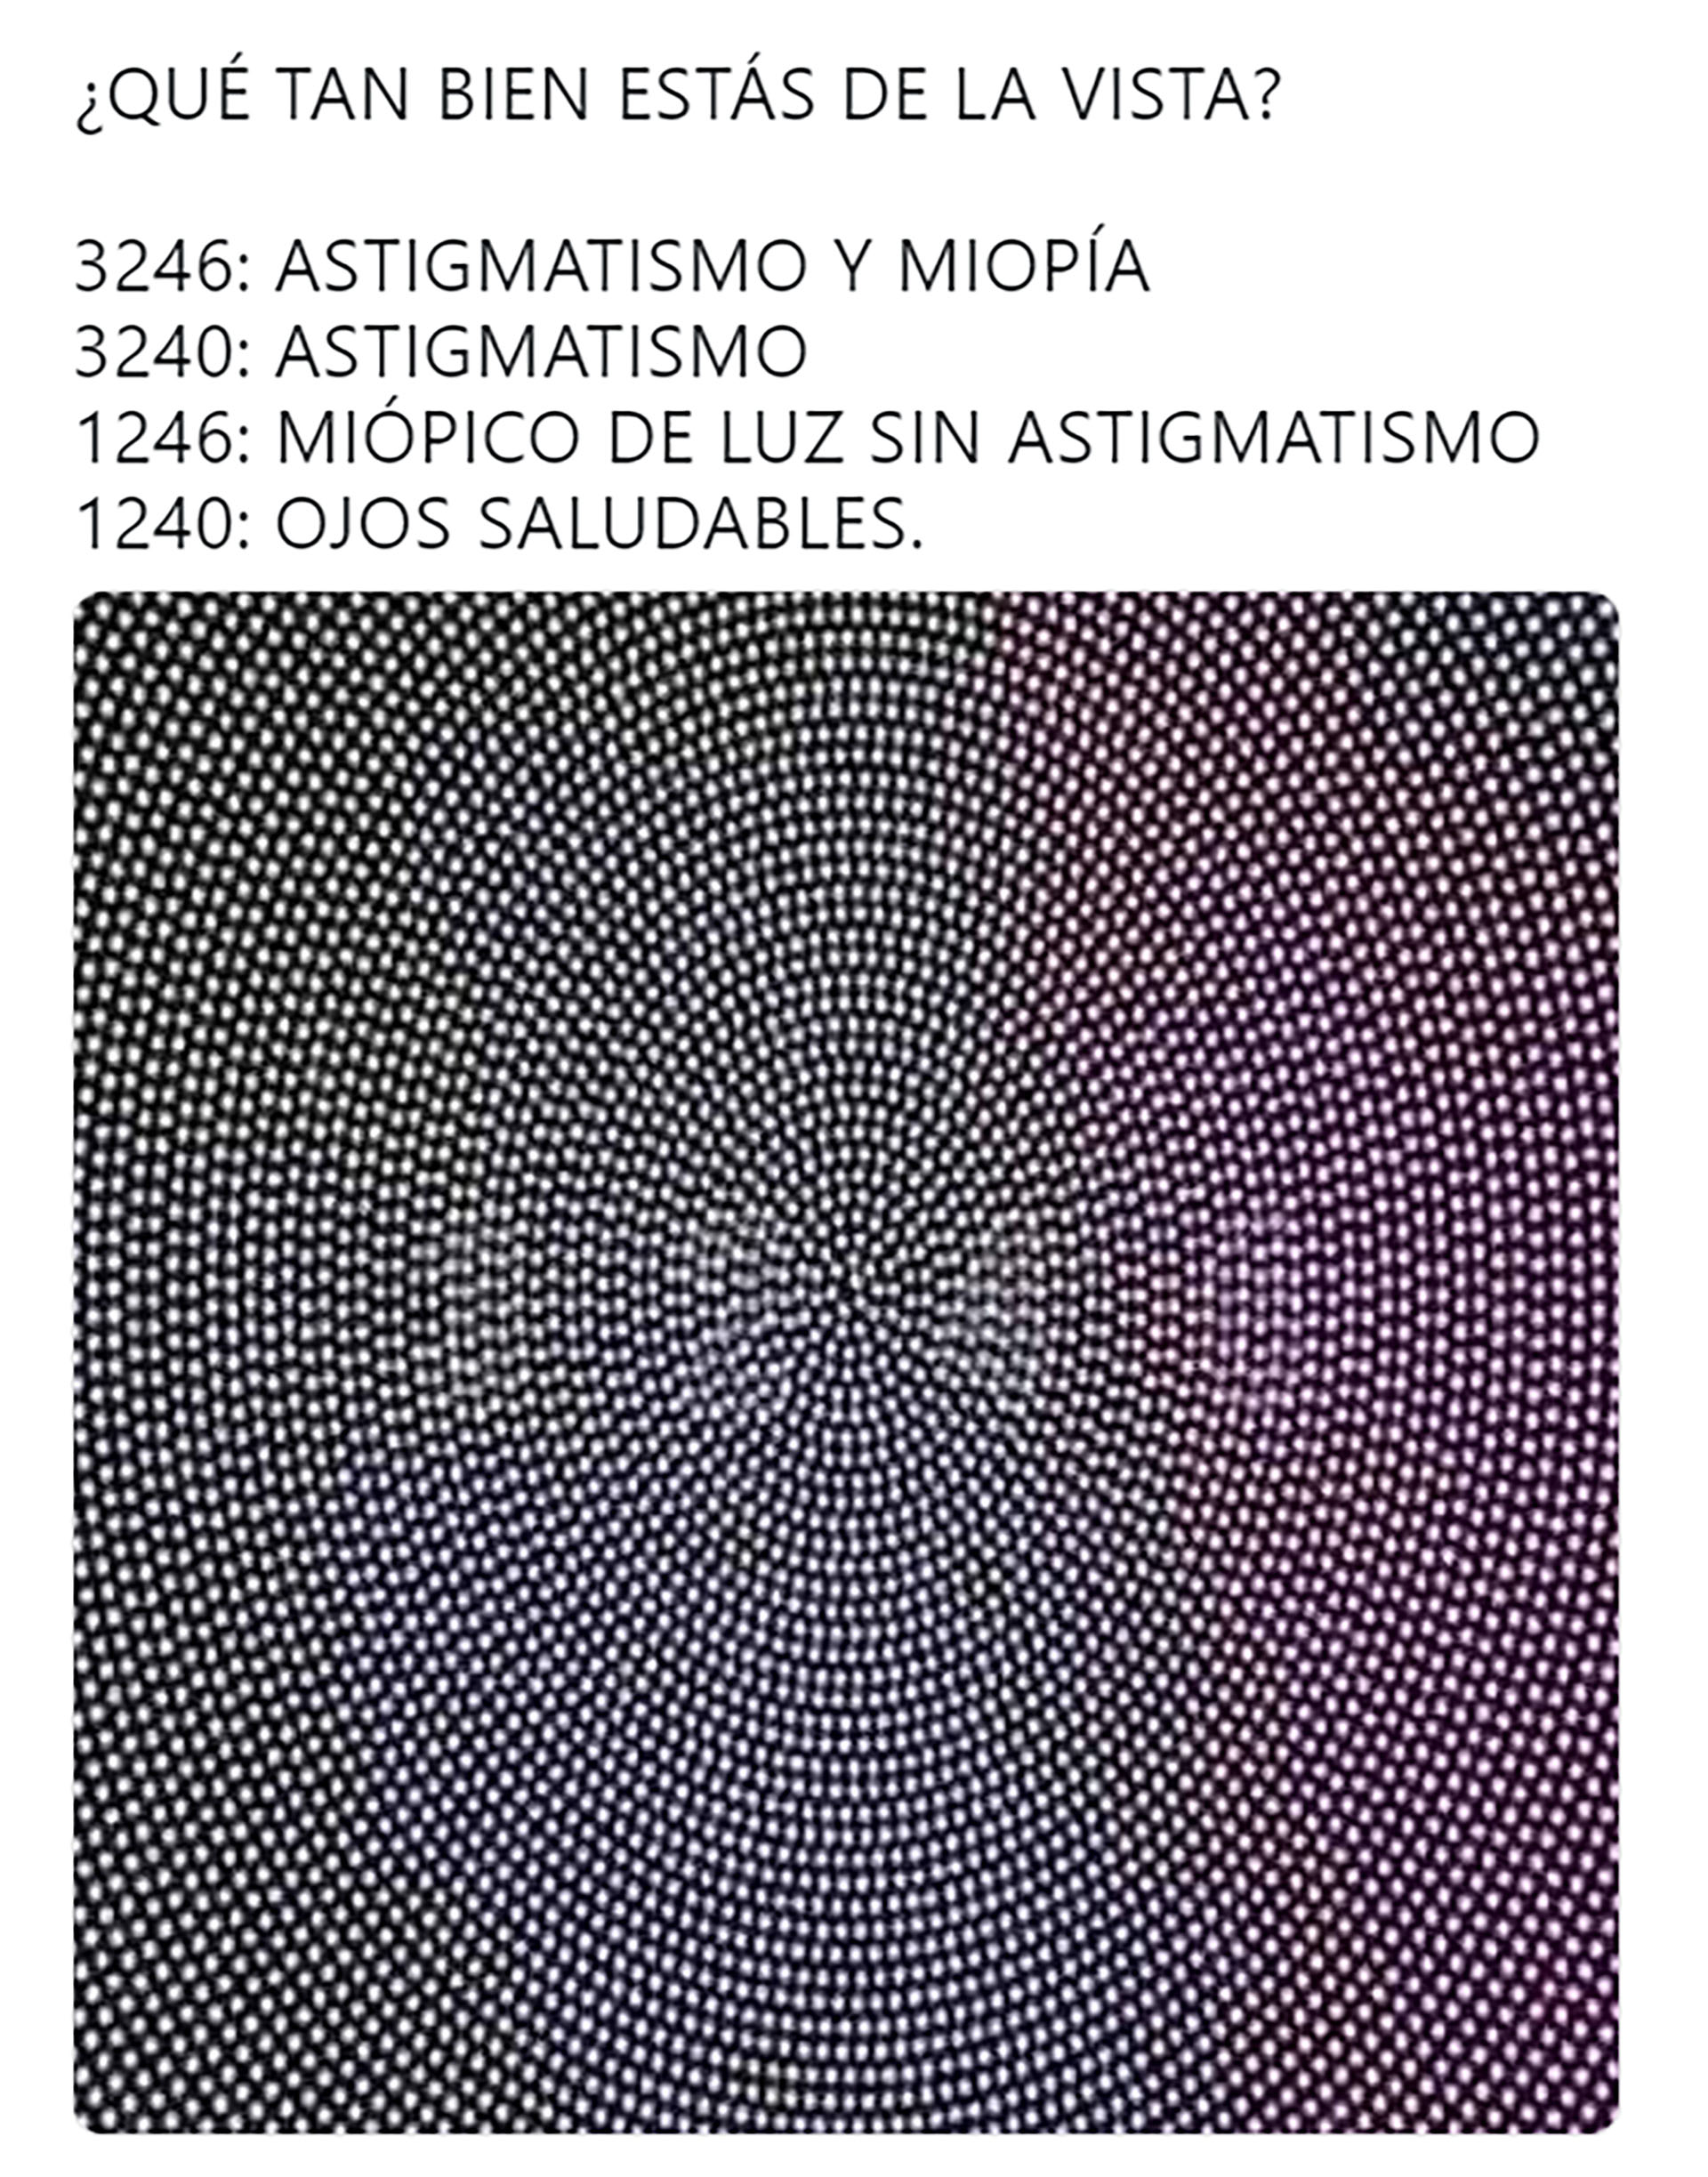 ¿QUÉ TAN BIEN ESTÁS DE LA VISTA?
3246: ASTIGMATISMO Y MIOPÍA
3240: ASTIGMATISMO
1246: MIÓPICO DE LUZ SIN ASTIGMATISMO
1240: OJOS SALUDABLES.